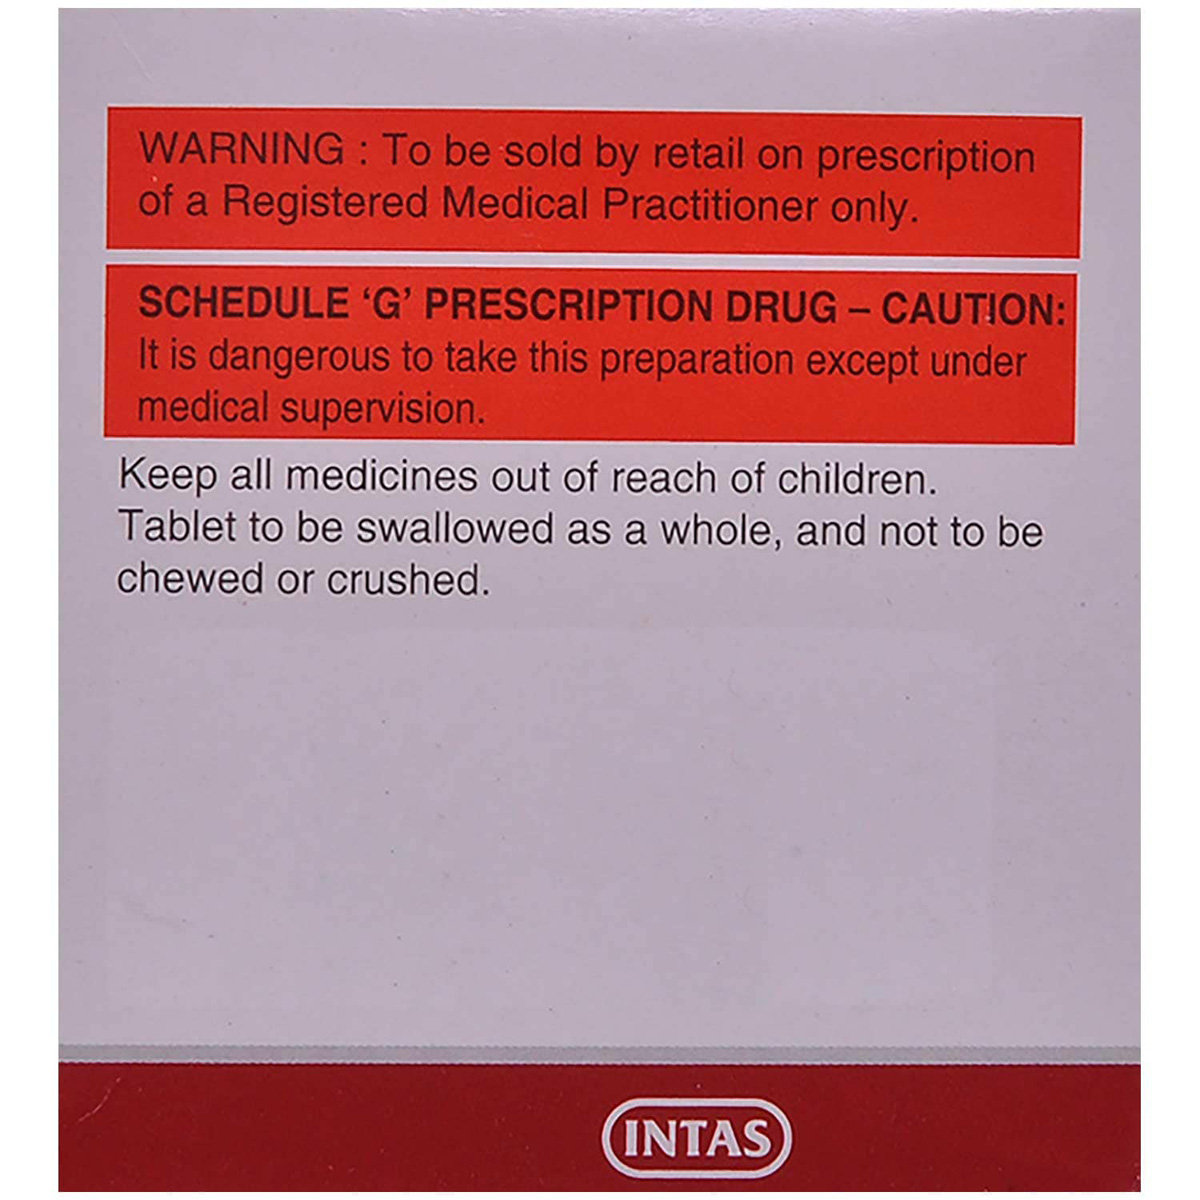 WARNING : To be sold by retail on prescription
of a Registered Medical Practitioner only.
SCHEDULE ‘G’ PRESCRIPTION DRUG – CAUTION:
It is dangerous to take this preparation except under
medical supervision.
Keep all medicines out of reach of children.
Tablet to be swallowed as a whole, and not to be
chewed or crushed.
INTAS